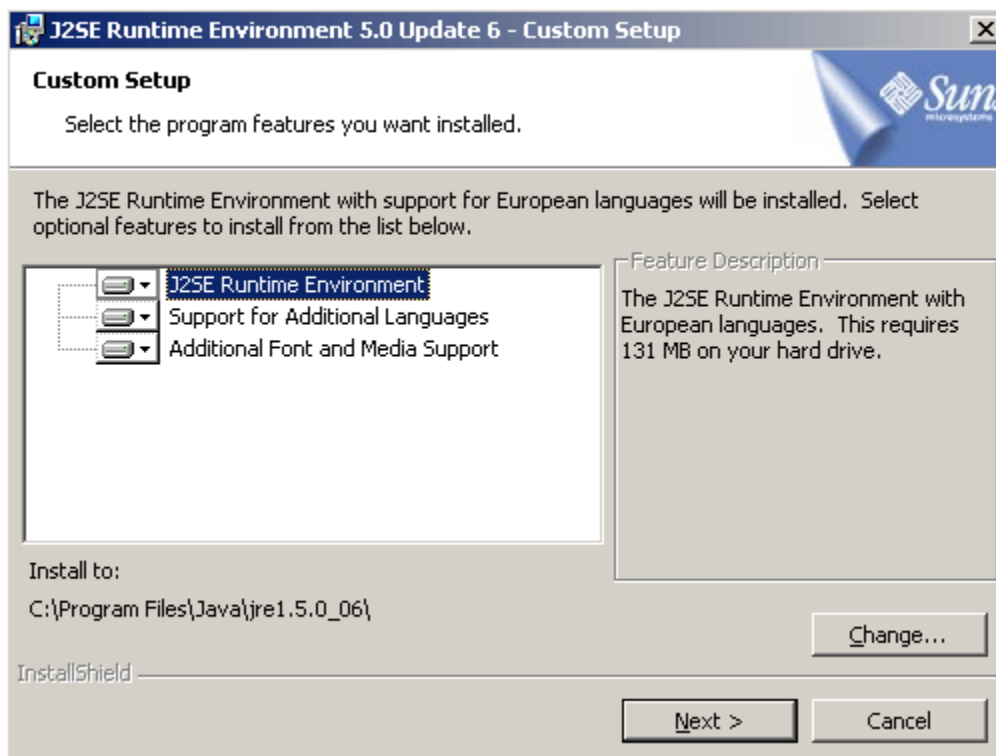 J2SE Runtime Environment 5.0 Update 6 - Custom Setup
Custom Setup
Select the program features you want installed.
Sun
microsystems
The J2SE Runtime Environment with support for European languages will be installed. Select
optional features to install from the list below.
J2SE Runtime Environment
Support for Additional Languages
Additional Font and Media Support
Feature Description
The J2SE Runtime Environment with
European languages. This requires
131 MB on your hard drive.
Install to:
C:\Program Files\Java\jre1.5.0_06\
Change...
InstallShield
Next >
Cancel